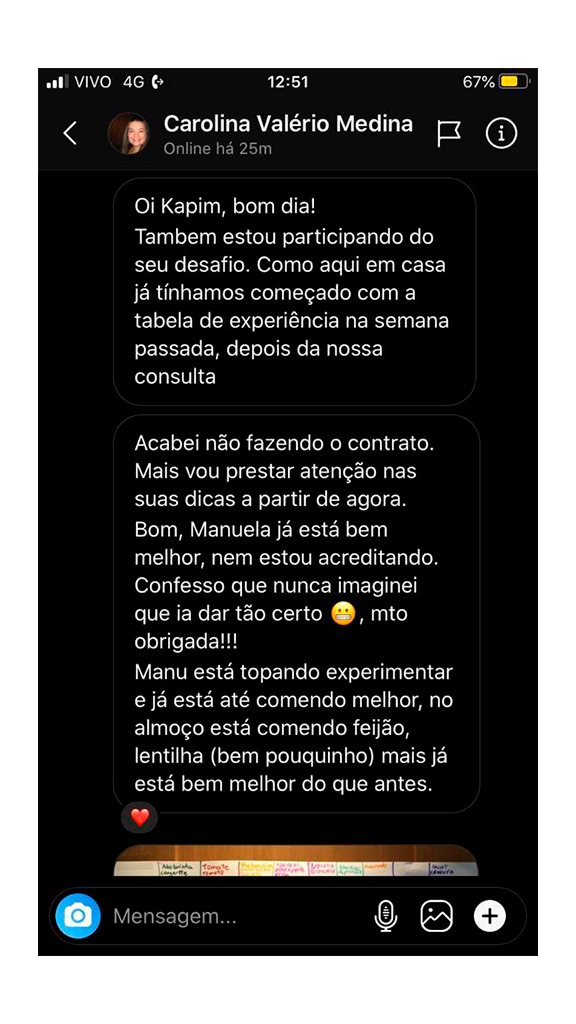 VIVO 4G 12:51 67%
Carolina Valério Medina
Online há 25m
Oi Kapim, bom dia!
Tambem estou participando do
seu desafio. Como aqui em casa
já tínhamos começado com a
tabela de experiência na semana
passada, depois da nossa
consulta
Acabei não fazendo o contrato.
Mais vou prestar atenção nas
suas dicas a partir de agora.
Bom, Manuela já está bem
melhor, nem estou acreditando.
Confesso que nunca imaginei
que ia dar tão certo 😬, mto
obrigada!!!
Manu está topando experimentar
e já está até comendo melhor, no
almoço está comendo feijão,
lentilha (bem pouquinho) mais já
está bem melhor do que antes.
Abobrinha Tomate
Mensagem...